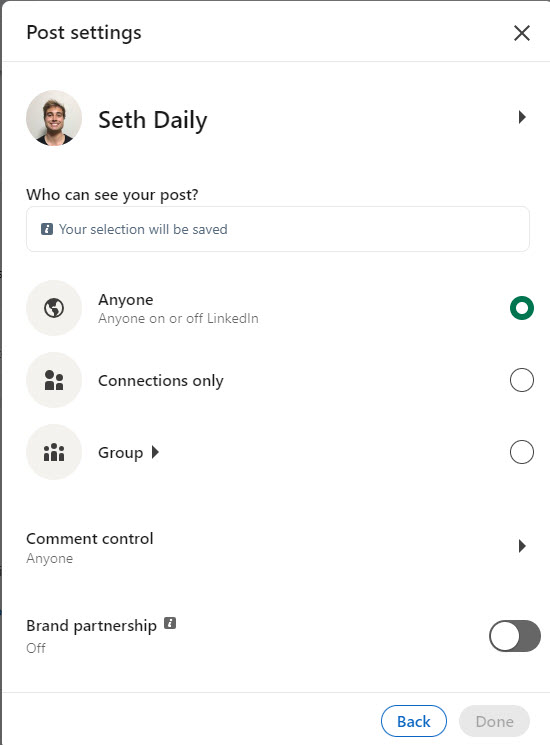 Post settings
Seth Daily
Who can see your post?
Your selection will be saved
Anyone
Anyone on or off LinkedIn
Connections only
Group
Comment control
Anyone
Brand partnership
Off
Back
Done